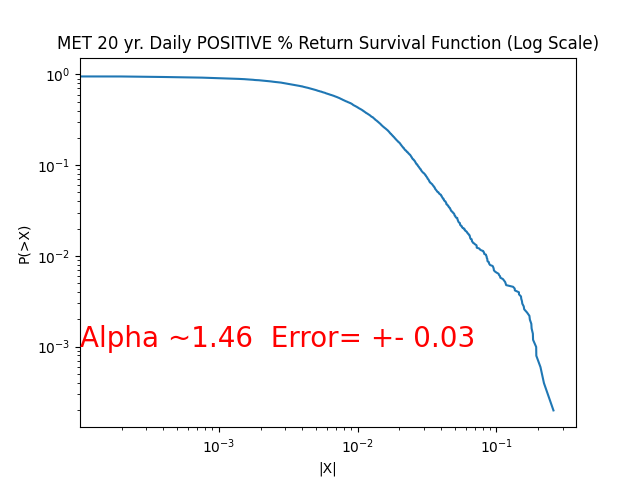 MET 20 yr. Daily POSITIVE % Return Survival Function (Log Scale)
P(>X)
10⁰
10⁻¹
10⁻²
10⁻³
Alpha ~1.46  Error= +- 0.03
10⁻³ 10⁻² 10⁻¹
|X|